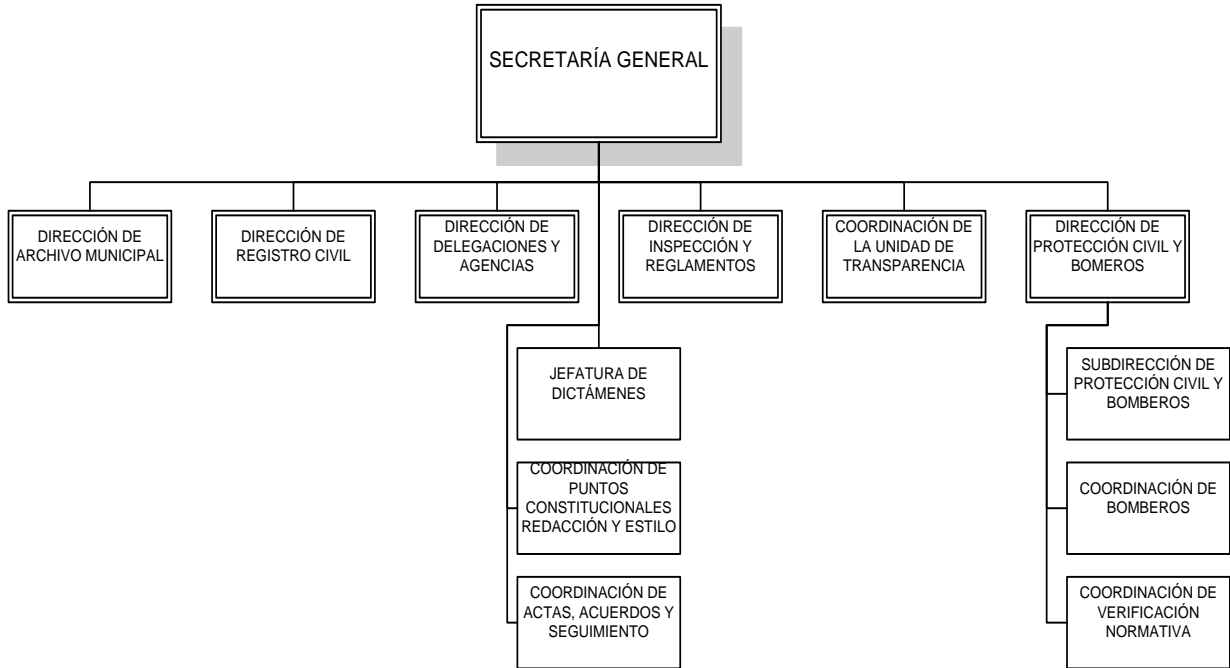 SECRETARÍA GENERAL
DIRECCIÓN DE
ARCHIVO MUNICIPAL
DIRECCIÓN DE
REGISTRO CIVIL
DIRECCIÓN DE
DELEGACIONES Y
AGENCIAS
DIRECCIÓN DE
INSPECCIÓN Y
REGLAMENTOS
COORDINACIÓN DE
LA UNIDAD DE
TRANSPARENCIA
DIRECCIÓN DE
PROTECCIÓN CIVIL Y
BOMEROS
JEFATURA DE
DICTÁMENES
COORDINACIÓN DE
PUNTOS
CONSTITUCIONALES
REDACCIÓN Y ESTILO
COORDINACIÓN DE
ACTAS, ACUERDOS Y
SEGUIMIENTO
SUBDIRECCIÓN DE
PROTECCIÓN CIVIL Y
BOMBEROS
COORDINACIÓN DE
BOMBEROS
COORDINACIÓN DE
VERIFICACIÓN
NORMATIVA